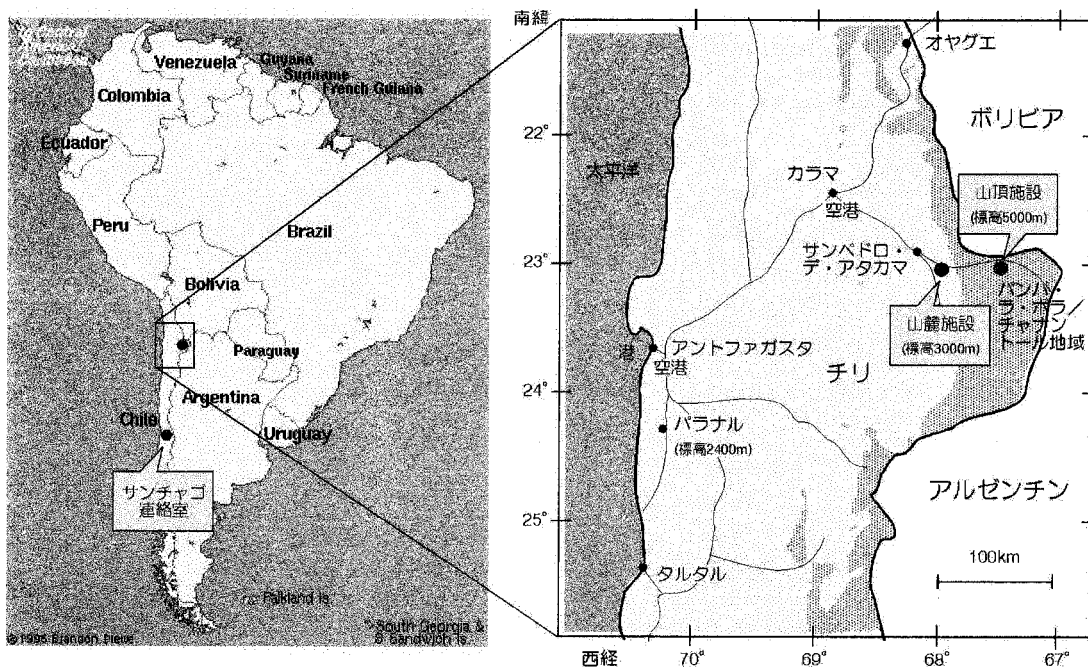 Venezuela
Guyana
Suriname
French Guiana
Colombia
Ecuador
Peru
Brazil
Bolivia
Paraguay
Argentina
Chile
Uruguay
サンチャゴ
連絡室
Falkland Is.
South Georgia &
S Sandwich Is.
南緯
22°
23°
24°
25°
西経
70°
69°
68°
67°
オヤグエ
ボリビア
太平洋
カラマ
空港
山頂施設
(標高5000m)
サンペドロ・
デ・アタカマ
山麓施設
(標高3000m)
パンパ・
ラ・ボラ/
チャナン
トール地域
港
アントファガスタ
空港
チリ
パラナル
(標高2400m)
アルゼンチン
タルタル
100km